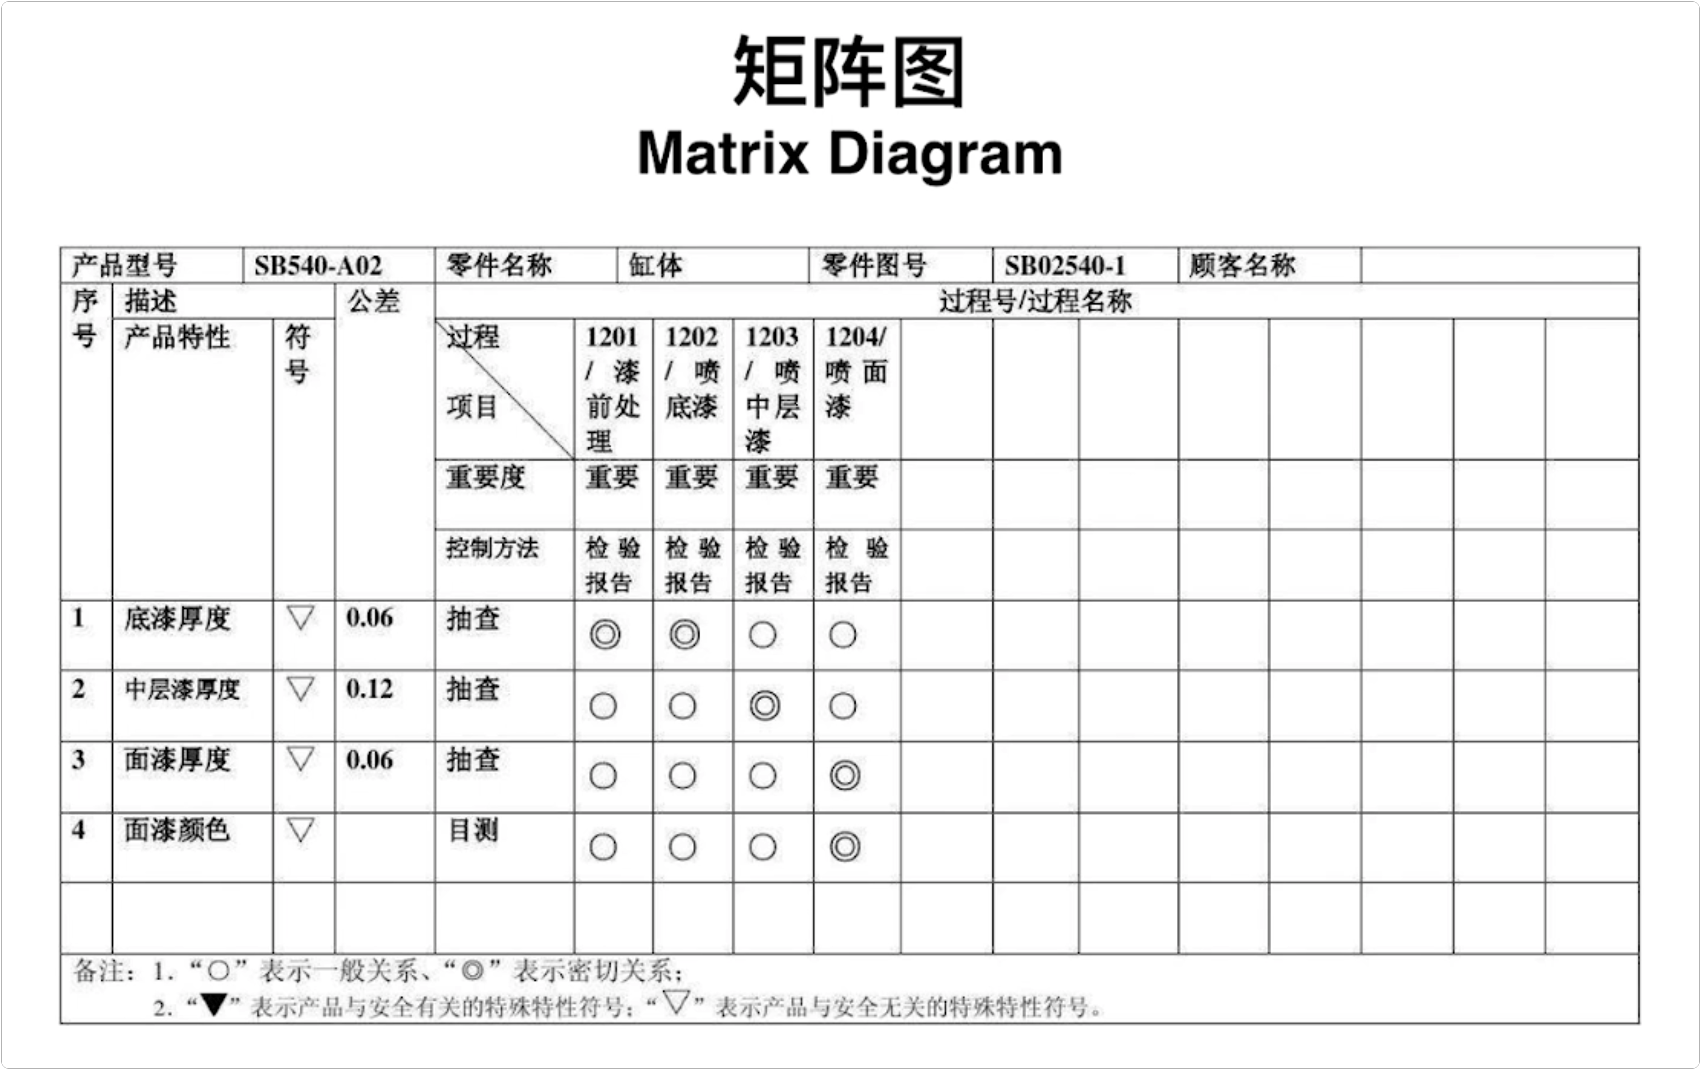 矩阵图
Matrix Diagram
产品型号 SB540-A02 零件名称 缸体 零件图号 SB02540-1 顾客名称
序号 描述 公差 过程号/过程名称
产品特性 符号 过程 项目 1201/ 漆前处理 1202/ 喷底漆 1203/ 喷中层漆 1204/喷面漆
重要度 重要 重要 重要 重要
控制方法 检验报告 检验报告 检验报告 检验报告
1 底漆厚度 ▽ 0.06 抽查 ◎ ◎ ○ ○
2 中层漆厚度 ▽ 0.12 抽查 ○ ○ ◎ ○
3 面漆厚度 ▽ 0.06 抽查 ○ ○ ○ ◎
4 面漆颜色 ▽ 目测 ○ ○ ○ ◎
备注：1. “○”表示一般关系、“◎”表示密切关系；
2. “▼”表示产品与安全有关的特殊特性符号；“▽”表示产品与安全无关的特殊特性符号。